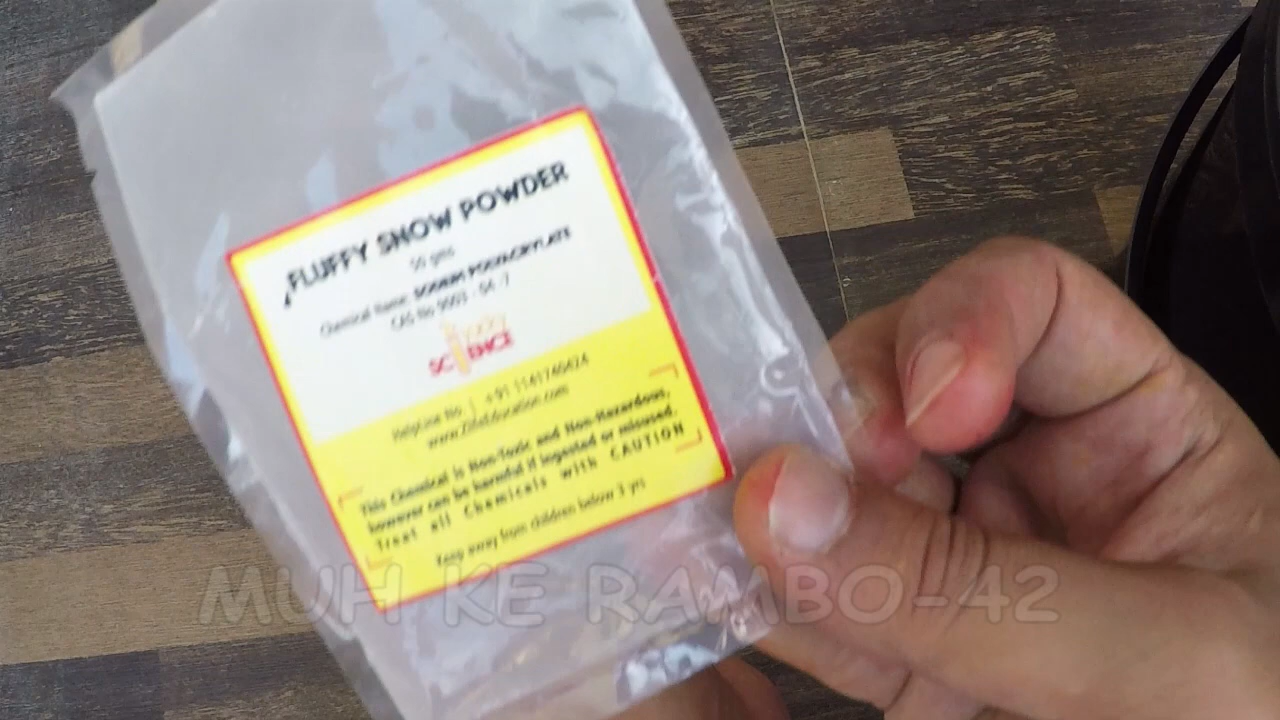 FLUFFY SNOW POWDER
50 gms
Chemical Name: SODIUM POLYACRYLATE
CAS No 9003 - 04 - 7
SCIENCE
HelpLine No. | +91 1141740624
This Chemical is Non-Toxic and Non-Hazardous,
however can be harmful if ingested or misused.
Treat all Chemicals with CAUTION
Keep away from children below 3 yrs
MUH KE RAMBO-42